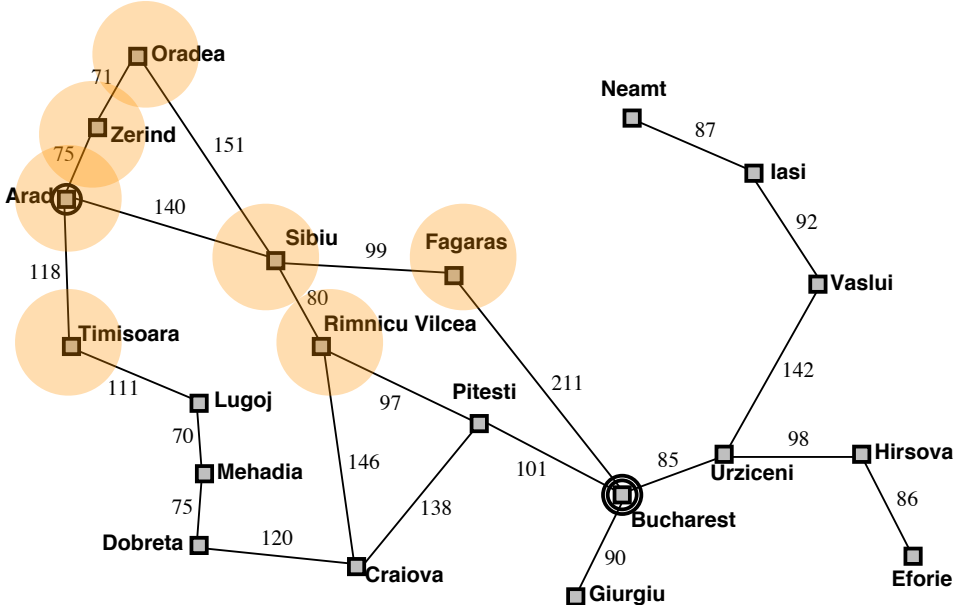 Oradea
Neamt
71
87
Zerind
151
Iasi
75
Arad
140
92
Sibiu
Fagaras
99
118
Vaslui
80
Timisoara
Rimnicu Vilcea
142
111
211
Lugoj
97
Pitesti
70
98
Hirsova
146
101
85
Urziceni
Mehadia
86
75
138
Bucharest
Dobreta
120
90
Craiova
Eforie
Giurgiu